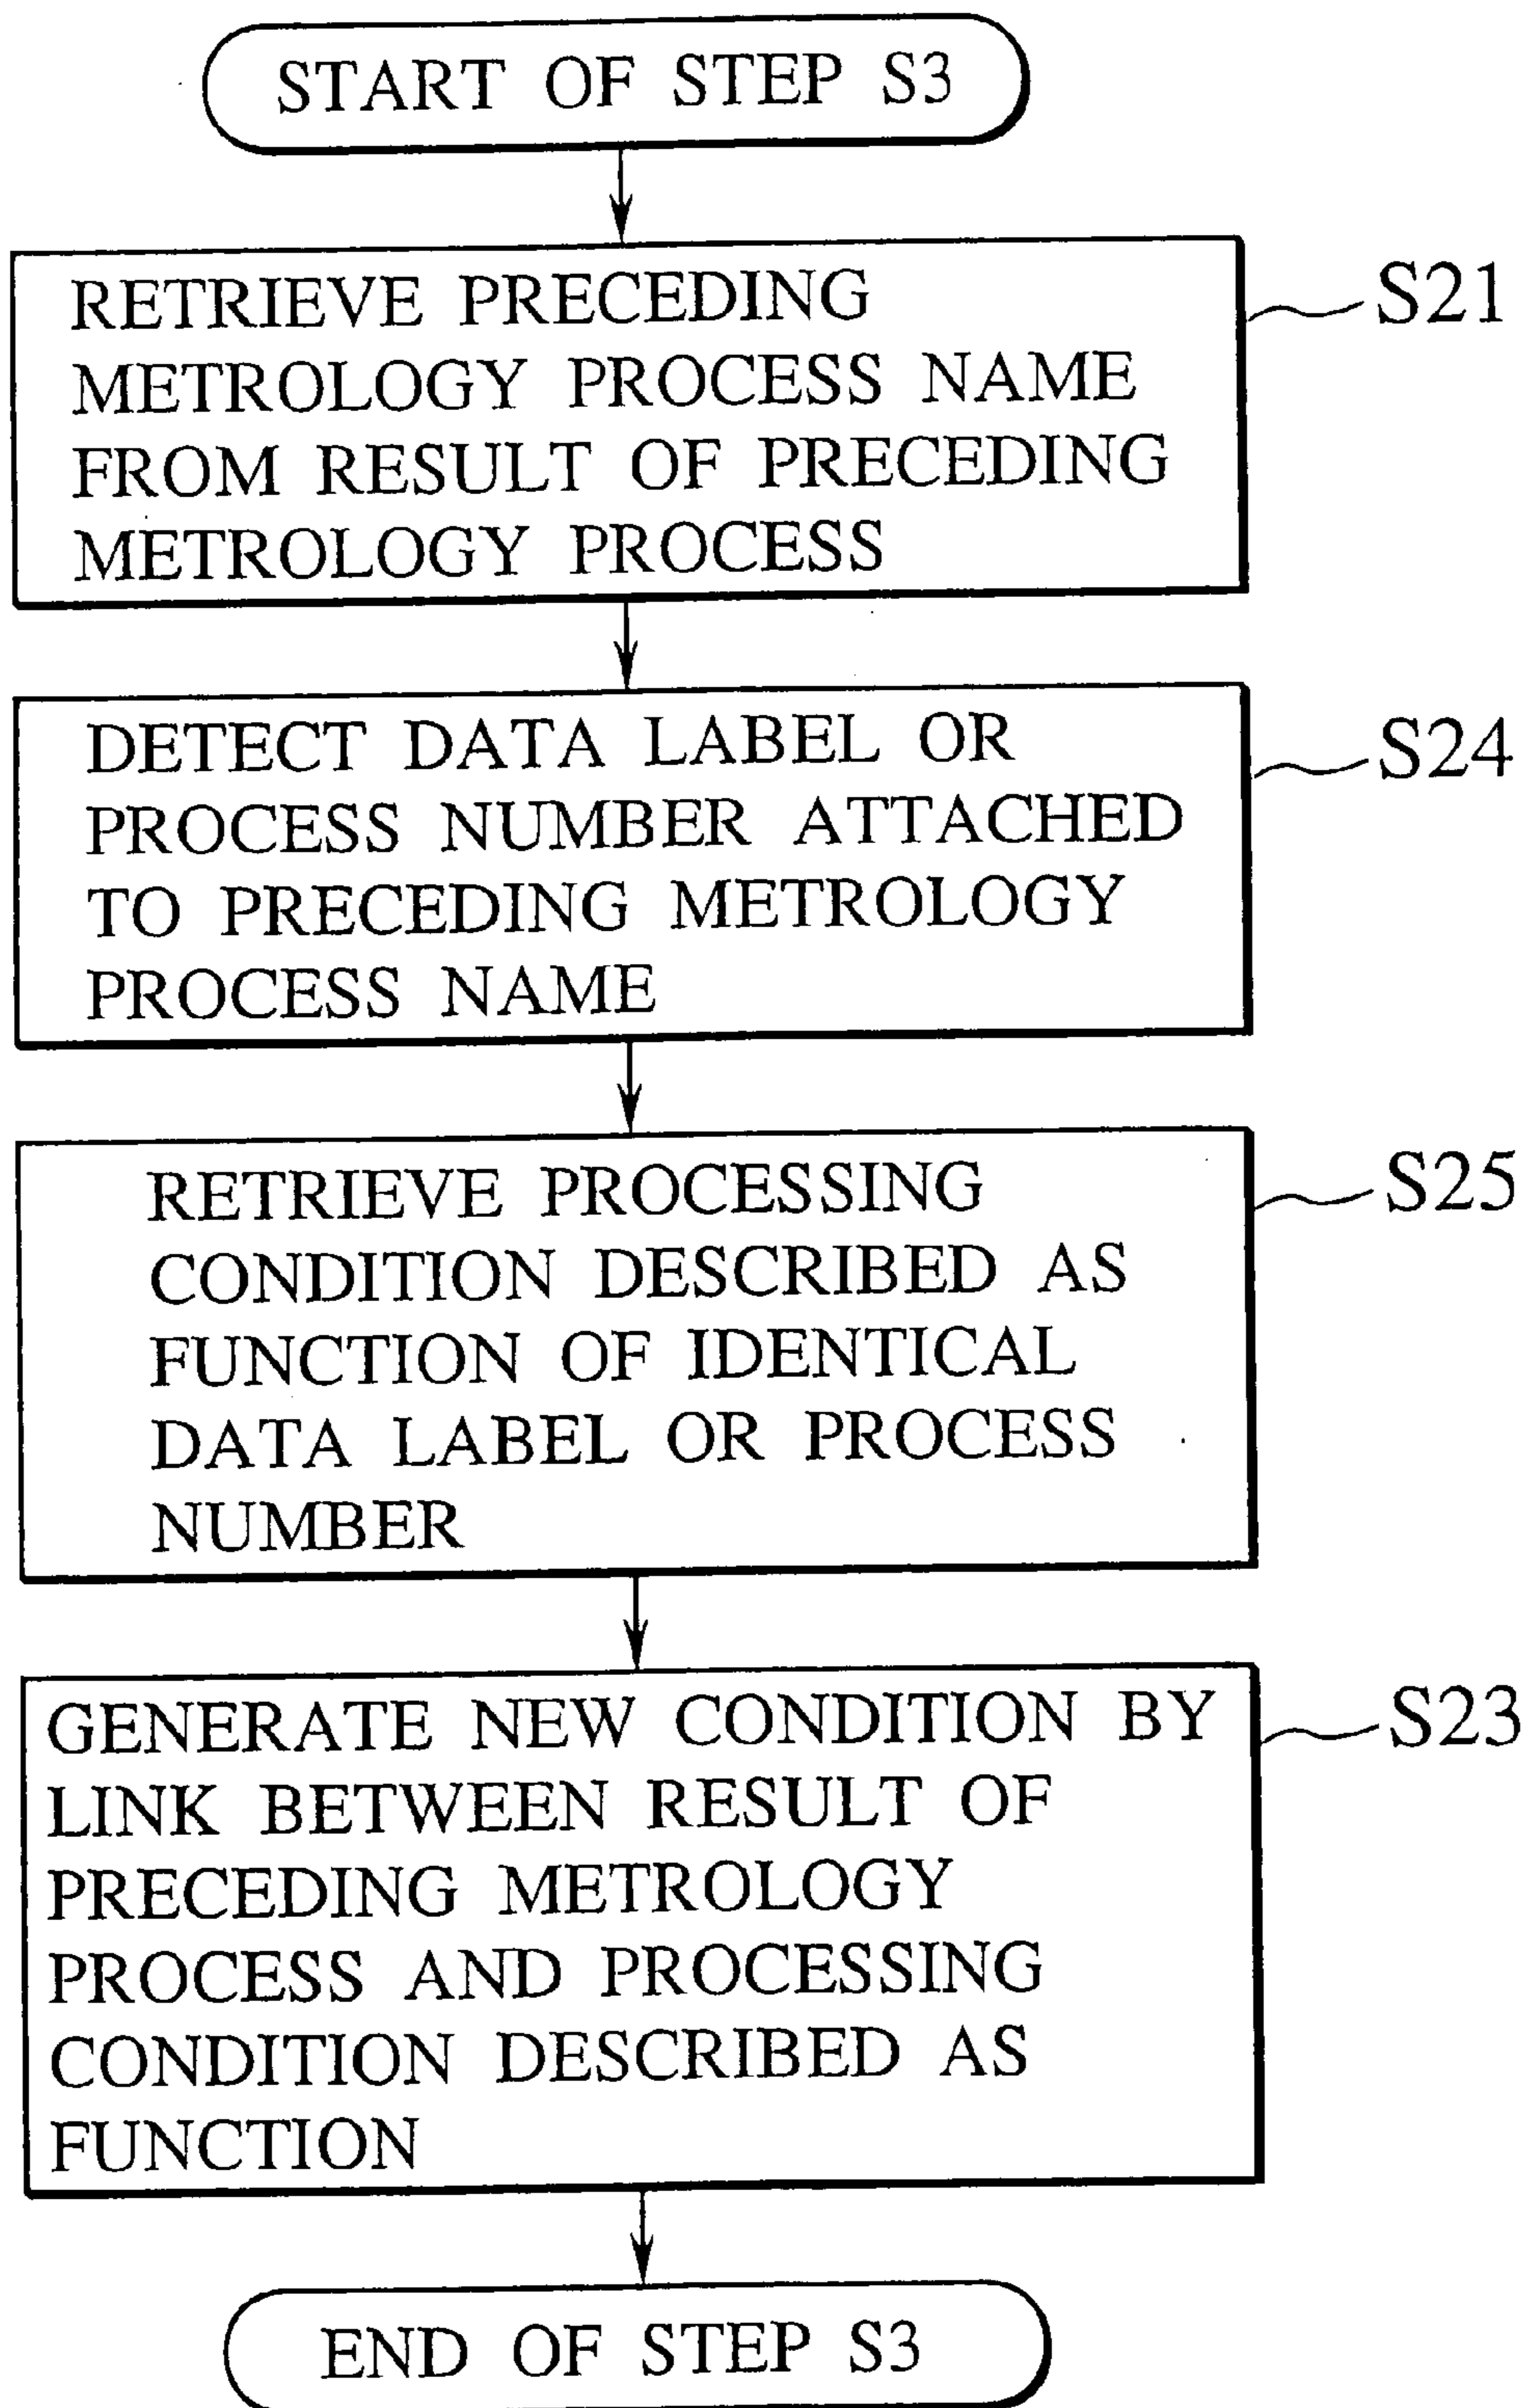 START OF STEP S3
RETRIEVE PRECEDING
METROLOGY PROCESS NAME
FROM RESULT OF PRECEDING
METROLOGY PROCESS
S21
DETECT DATA LABEL OR
PROCESS NUMBER ATTACHED
TO PRECEDING METROLOGY
PROCESS NAME
S24
RETRIEVE PROCESSING
CONDITION DESCRIBED AS
FUNCTION OF IDENTICAL
DATA LABEL OR PROCESS
NUMBER
S25
GENERATE NEW CONDITION BY
LINK BETWEEN RESULT OF
PRECEDING METROLOGY
PROCESS AND PROCESSING
CONDITION DESCRIBED AS
FUNCTION
S23
END OF STEP S3